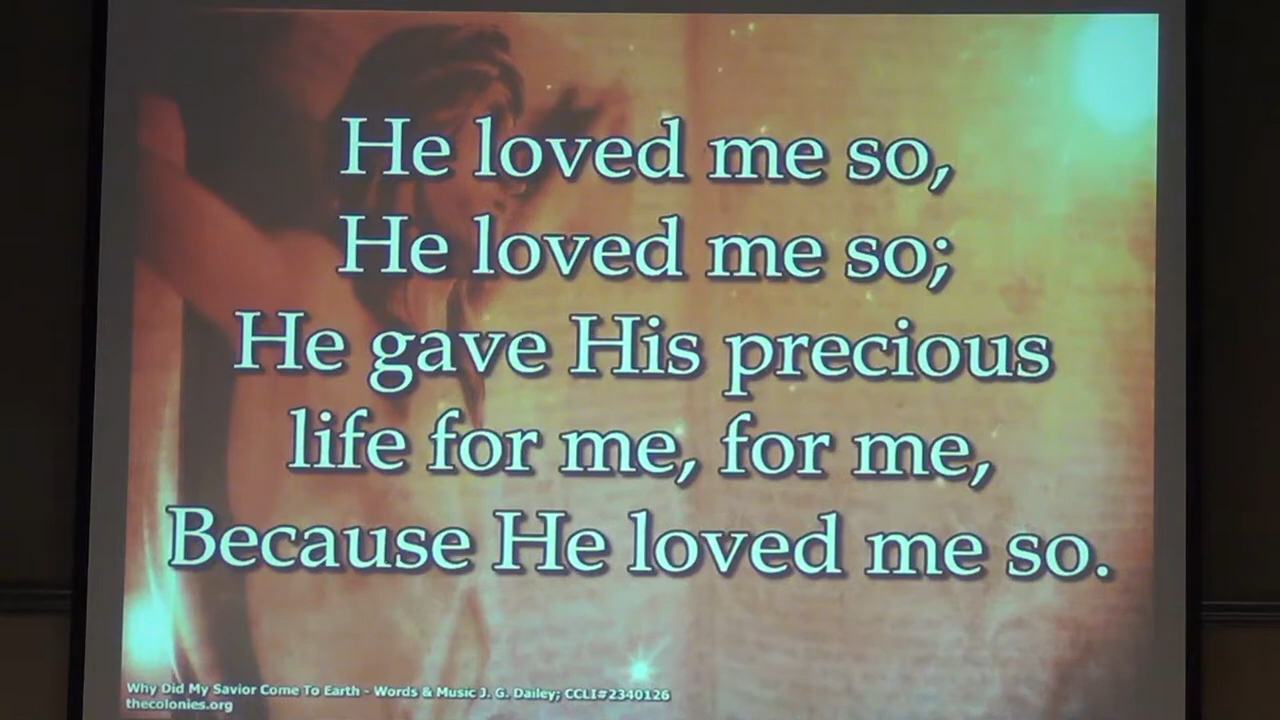 He loved me so,
He loved me so;
He gave His precious
life for me, for me,
Because He loved me so.
Why Did My Savior Come To Earth - Words & Music J. G. Dailey; CCLI#2340126
thecolonies.org